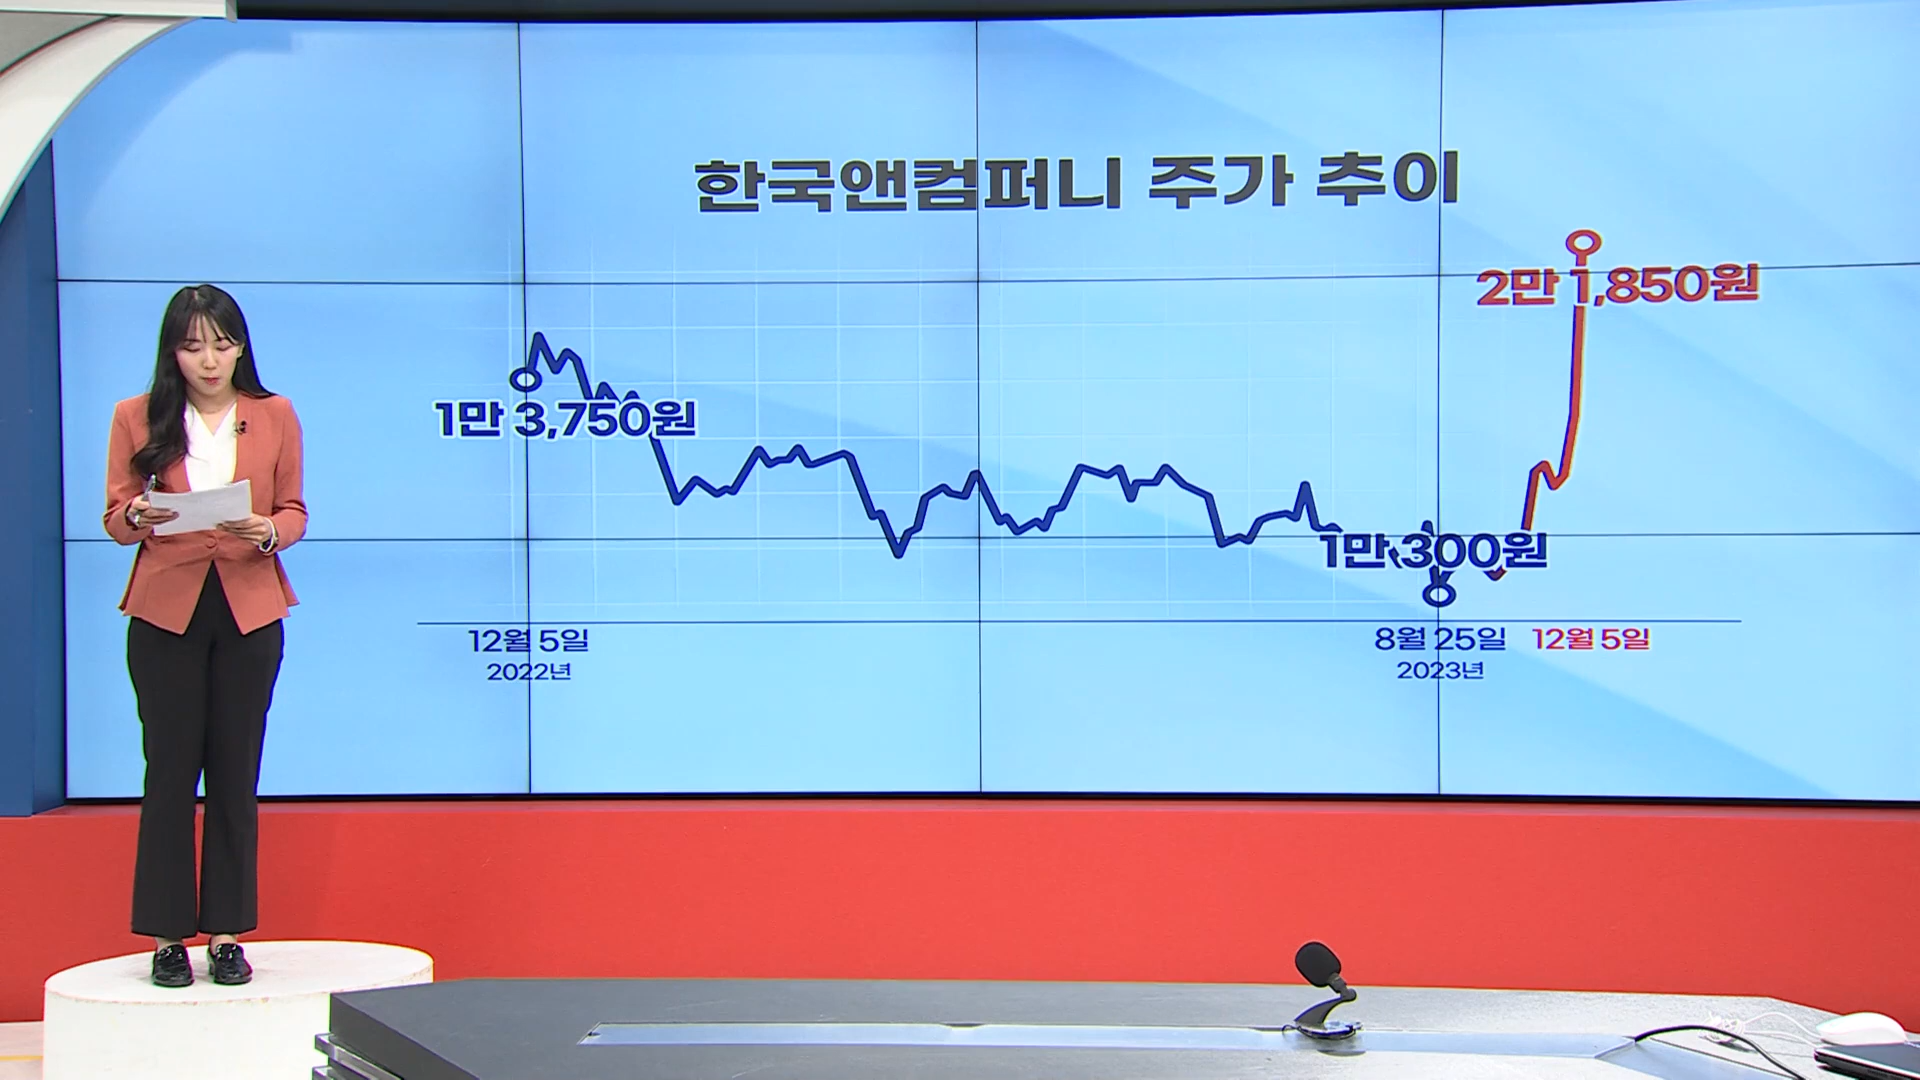 한국앤컴퍼니 주가 추이
2만 1,850원
1만 3,750원
1만 300원
12월 5일
2022년
8월 25일
2023년
12월 5일